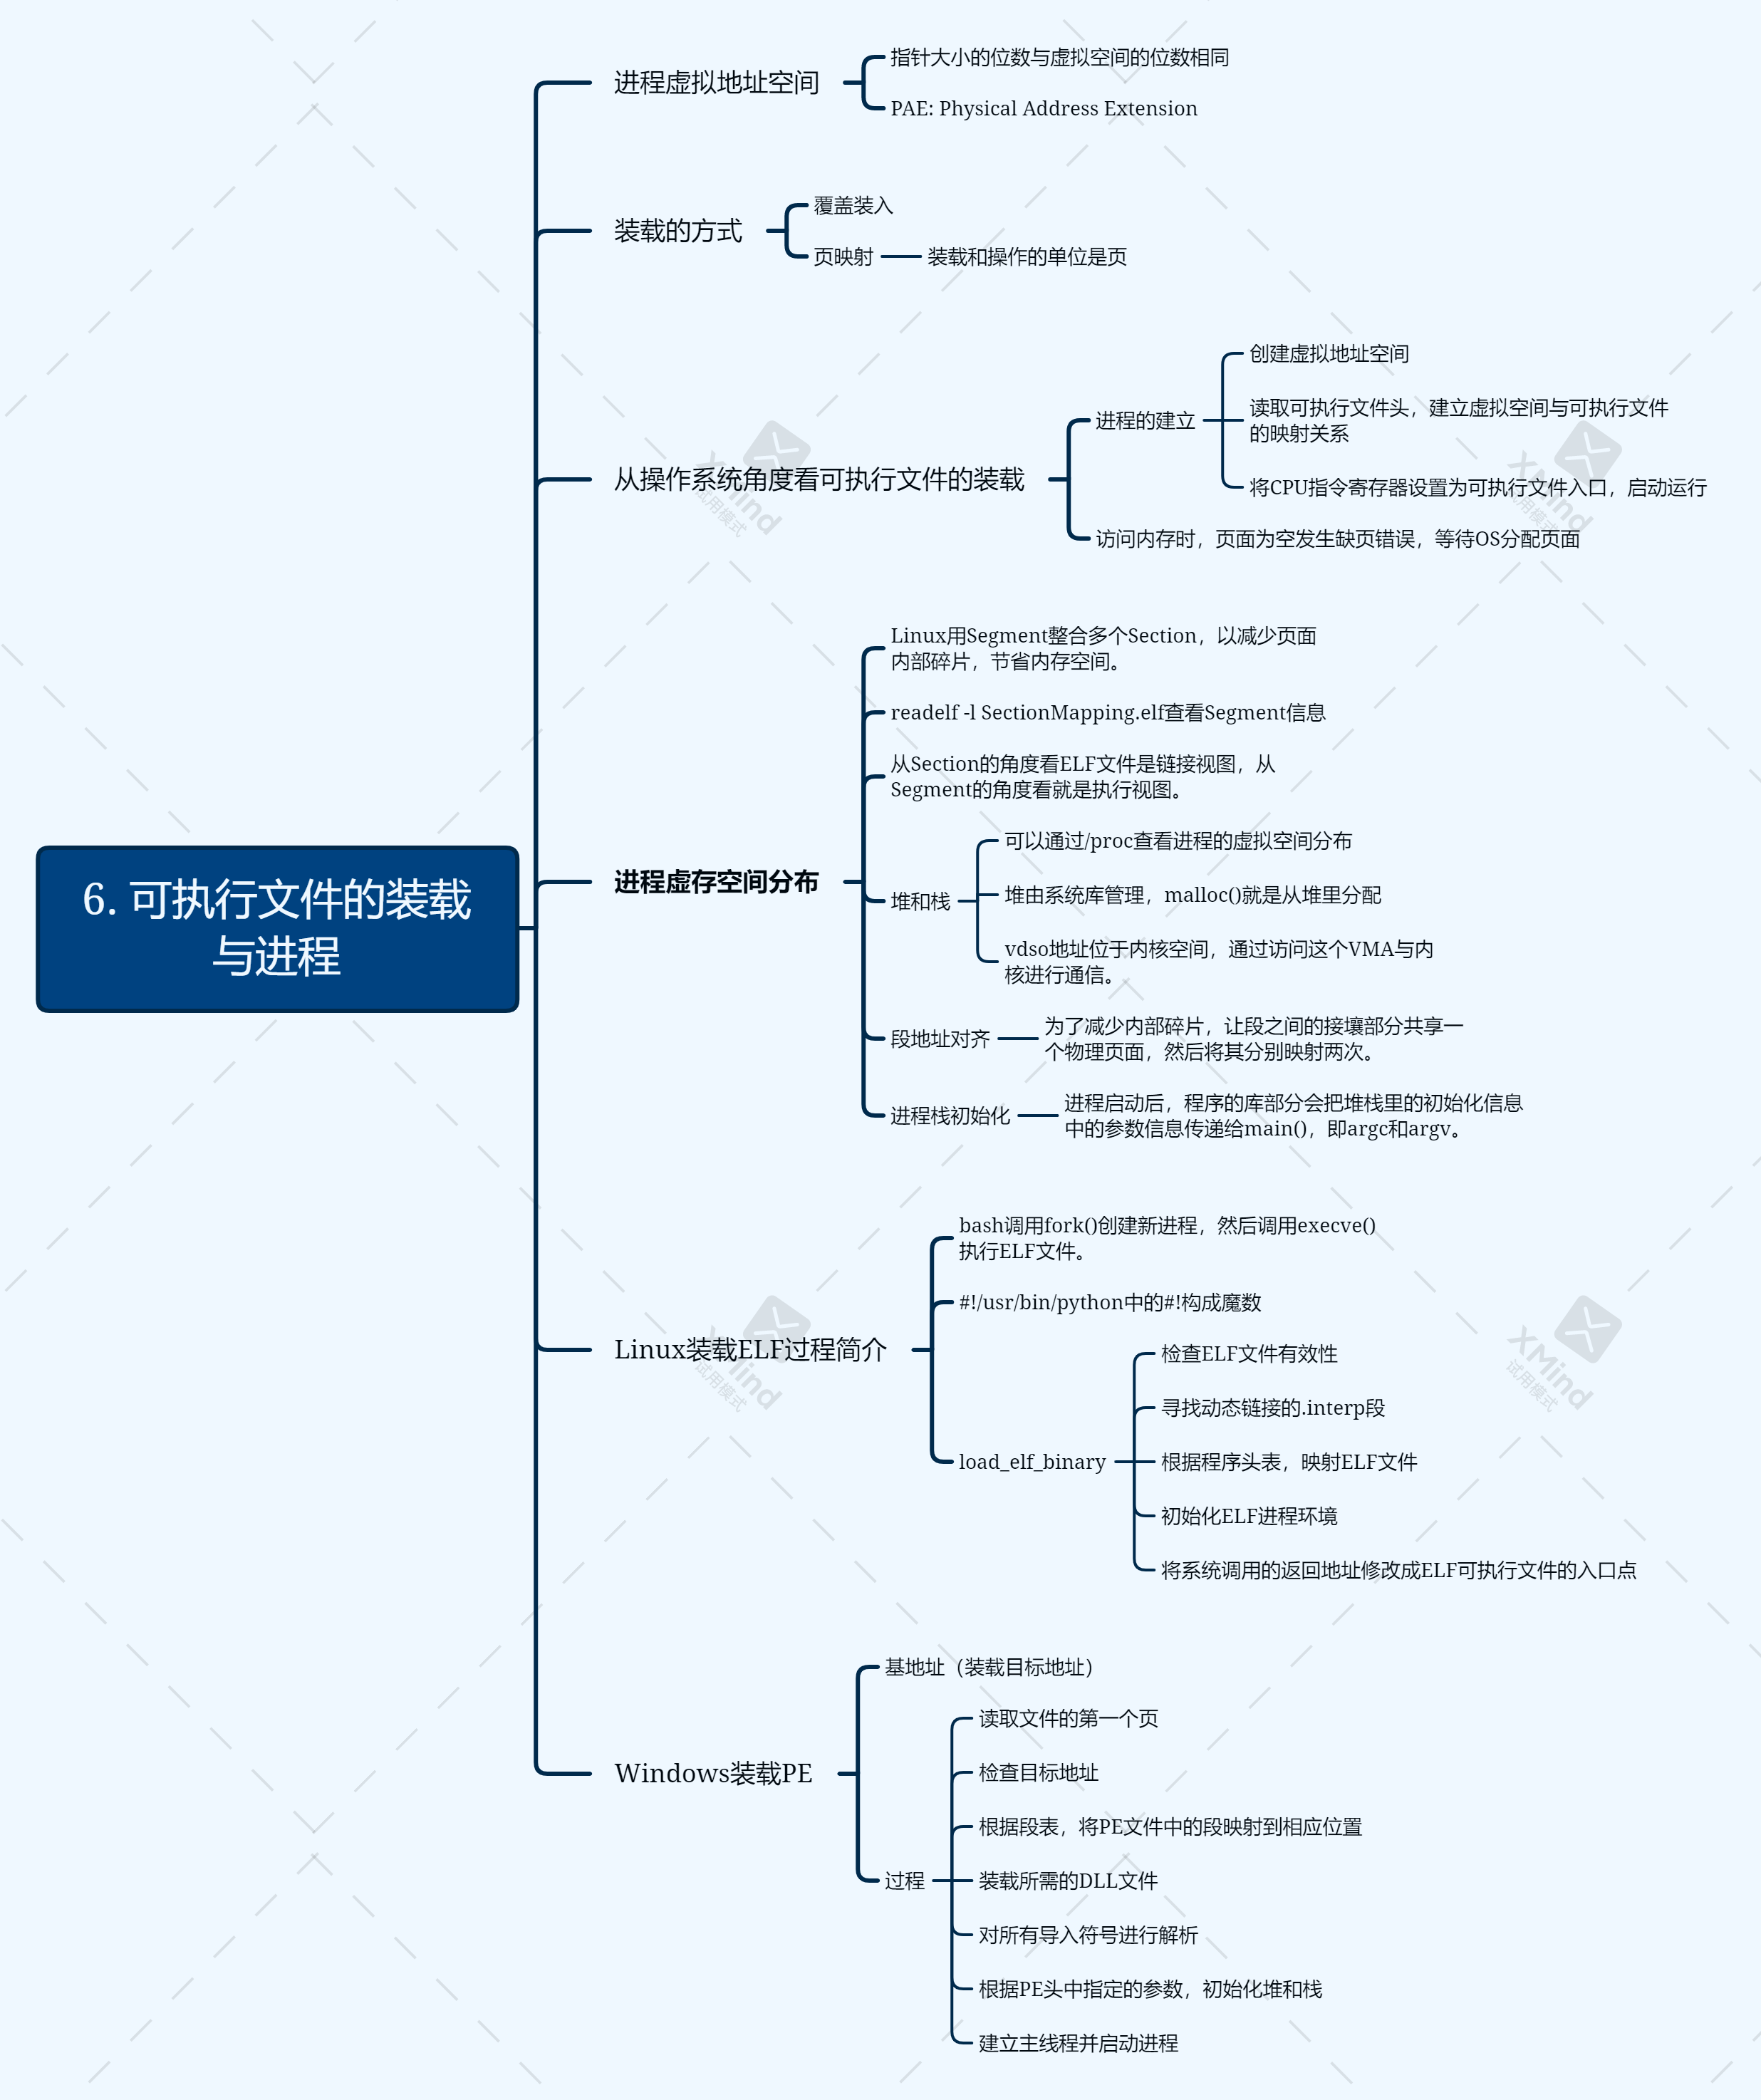 6. 可执行文件的装载
与进程
进程虚拟地址空间
指针大小的位数与虚拟空间的位数相同
PAE: Physical Address Extension
装载的方式
覆盖装入
页映射
装载和操作的单位是页
从操作系统角度看可执行文件的装载
进程的建立
创建虚拟地址空间
读取可执行文件头，建立虚拟空间与可执行文件
的映射关系
将CPU指令寄存器设置为可执行文件入口，启动运行
访问内存时，页面为空发生缺页错误，等待OS分配页面
进程虚存空间分布
Linux用Segment整合多个Section，以减少页面
内部碎片，节省内存空间。
readelf -l SectionMapping.elf查看Segment信息
从Section的角度看ELF文件是链接视图，从
Segment的角度看就是执行视图。
堆和栈
可以通过/proc查看进程的虚拟空间分布
堆由系统库管理，malloc()就是从堆里分配
vdso地址位于内核空间，通过访问这个VMA与内
核进行通信。
段地址对齐
为了减少内部碎片，让段之间的接壤部分共享一
个物理页面，然后将其分别映射两次。
进程栈初始化
进程启动后，程序的库部分会把堆栈里的初始化信息
中的参数信息传递给main()，即argc和argv。
Linux装载ELF过程简介
bash调用fork()创建新进程，然后调用execve()
执行ELF文件。
#!/usr/bin/python中的#!构成魔数
load_elf_binary
检查ELF文件有效性
寻找动态链接的.interp段
根据程序头表，映射ELF文件
初始化ELF进程环境
将系统调用的返回地址修改成ELF可执行文件的入口点
Windows装载PE
基地址（装载目标地址）
过程
读取文件的第一个页
检查目标地址
根据段表，将PE文件中的段映射到相应位置
装载所需的DLL文件
对所有导入符号进行解析
根据PE头中指定的参数，初始化堆和栈
建立主线程并启动进程
XMind
试用模式
XMind
试用模式
XMind
试用模式
XMind
试用模式